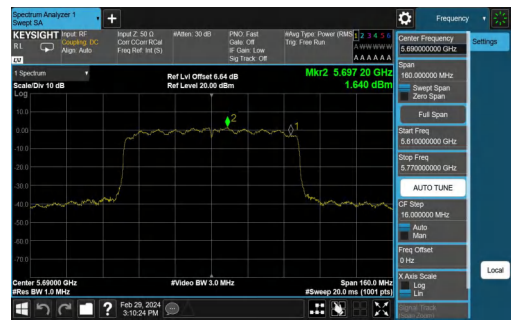 Spectrum Analyzer 1
Swept SA
Frequency
KEYSIGHT
RL
LV
Input: RF
Coupling: DC
Align: Auto
Input Z: 50 Ω
Corr CCorr RCal
Freq Ref: Int (S)
#Atten: 30 dB
PNO: Fast
Gate: Off
IF Gain: Low
Sig Track: Off
#Avg Type: Power (RMS
Trig: Free Run
1 2 3 4 5 6
A W W W W W
A A A A A A
1 Spectrum
Scale/Div 10 dB
Log
Ref Lvl Offset 6.64 dB
Ref Level 20.00 dBm
Mkr2 5.697 20 GHz
1.640 dBm
10.0
0.00
-10.0
-20.0
-30.0
-40.0
-50.0
-60.0
-70.0
2
1
Center 5.69000 GHz
#Res BW 1.0 MHz
#Video BW 3.0 MHz
Span 160.0 MHz
#Sweep 20.0 ms (1001 pts)
Feb 29, 2024
3:10:24 PM
Center Frequency
5.690000000 GHz
Span
160.000000 MHz
Swept Span
Zero Span
Full Span
Start Freq
5.610000000 GHz
Stop Freq
5.770000000 GHz
AUTO TUNE
CF Step
16.000000 MHz
Auto
Man
Freq Offset
0 Hz
X Axis Scale
Log
Lin
Signal Track
Settings
Local